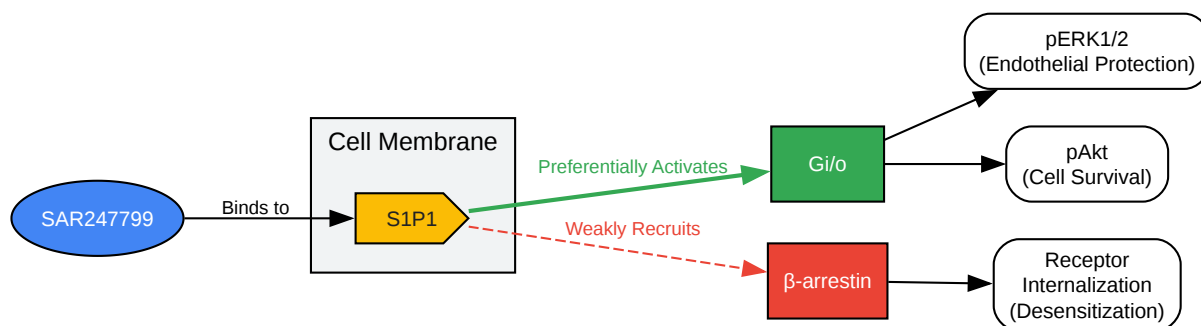 pERK1/2
(Endothelial Protection)
Cell Membrane
Preferentially Activates
Gi/o
pAkt
(Cell Survival)
SAR247799
Binds to
S1P1
Weakly Recruits
β-arrestin
Receptor
Internalization
(Desensitization)